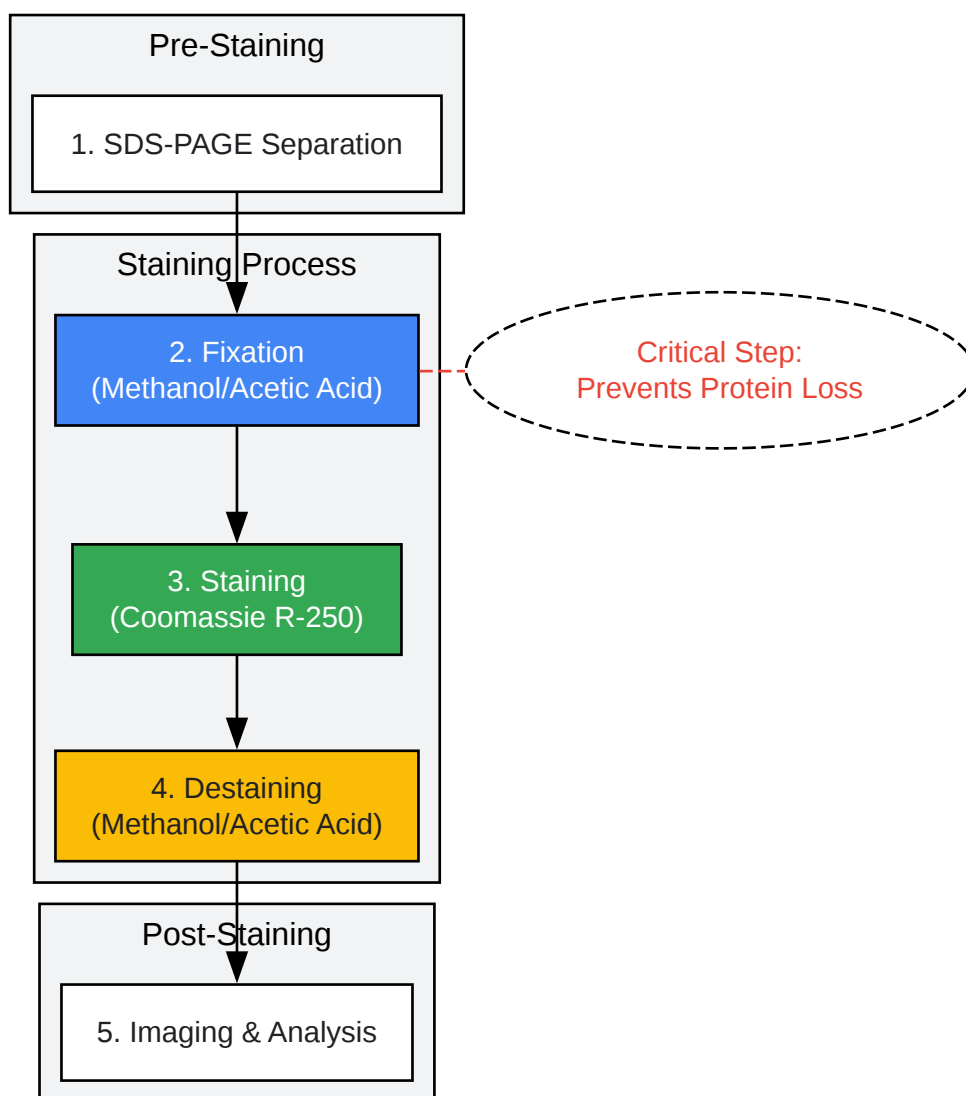 Pre-Staining
1. SDS-PAGE Separation
Staining Process
2. Fixation
(Methanol/Acetic Acid)
Critical Step:
Prevents Protein Loss
3. Staining
(Coomassie R-250)
4. Destaining
(Methanol/Acetic Acid)
Post-Staining
5. Imaging & Analysis